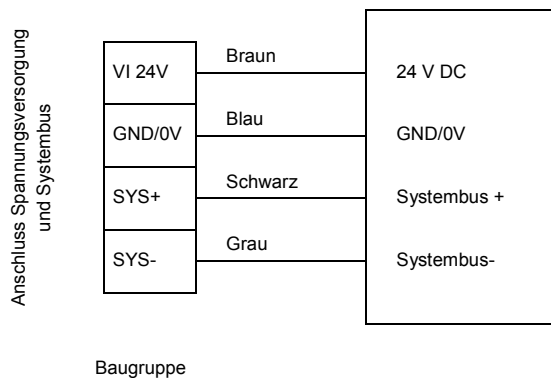 Anschluss Spannungsversorgung
und Systembus
VI 24V
Braun
24 V DC
GND/0V
Blau
GND/0V
SYS+
Schwarz
Systembus +
SYS-
Grau
Systembus-
Baugruppe